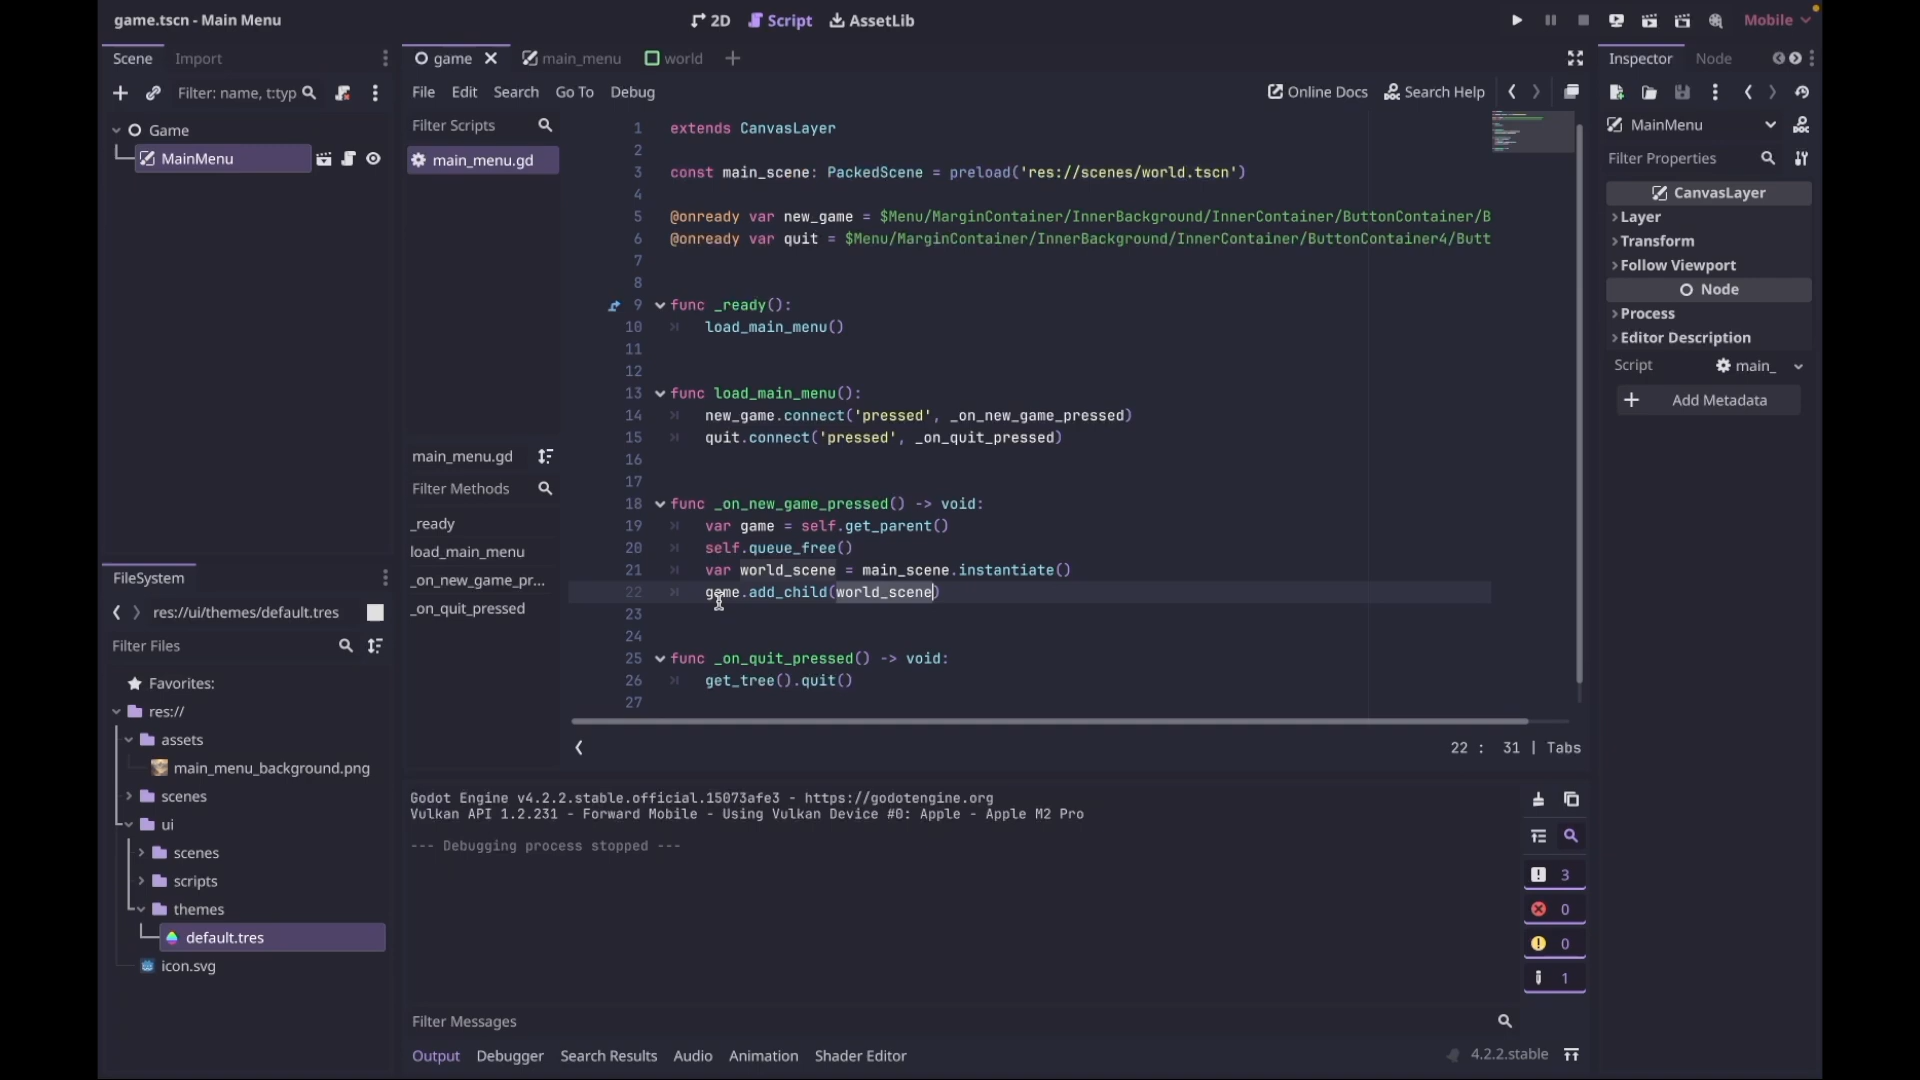 game.tscn - Main Menu
2D
Script
AssetLib
Mobile
Scene
Import
game
main_menu
world
Inspector
Node
Filter: name, t:typ
File
Edit
Search
Go To
Debug
Online Docs
Search Help
Game
MainMenu
Filter Scripts
main_menu.gd
main_menu.gd
Filter Methods
_ready
load_main_menu
_on_new_game_pr...
_on_quit_pressed
1 extends CanvasLayer
2
3 const main_scene: PackedScene = preload('res://scenes/world.tscn')
4
5 @onready var new_game = $Menu/MarginContainer/InnerBackground/InnerContainer/ButtonContainer/B
6 @onready var quit = $Menu/MarginContainer/InnerBackground/InnerContainer/ButtonContainer4/Butt
7
8
9 func _ready():
10 load_main_menu()
11
12
13 func load_main_menu():
14 new_game.connect('pressed', _on_new_game_pressed)
15 quit.connect('pressed', _on_quit_pressed)
16
17
18 func _on_new_game_pressed() -> void:
19 var game = self.get_parent()
20 self.queue_free()
21 var world_scene = main_scene.instantiate()
22 game.add_child(world_scene)
23
24
25 func _on_quit_pressed() -> void:
26 get_tree().quit()
27
22 : 31 | Tabs
MainMenu
Filter Properties
CanvasLayer
Layer
Transform
Follow Viewport
Node
Process
Editor Description
Script
main_
Add Metadata
FileSystem
res://ui/themes/default.tres
Filter Files
Favorites:
res://
assets
main_menu_background.png
scenes
ui
scenes
scripts
themes
default.tres
icon.svg
Godot Engine v4.2.2.stable.official.15073afe3 - https://godotengine.org
Vulkan API 1.2.231 - Forward Mobile - Using Vulkan Device #0: Apple - Apple M2 Pro
--- Debugging process stopped ---
3
0
0
1
Filter Messages
Output
Debugger
Search Results
Audio
Animation
Shader Editor
4.2.2.stable